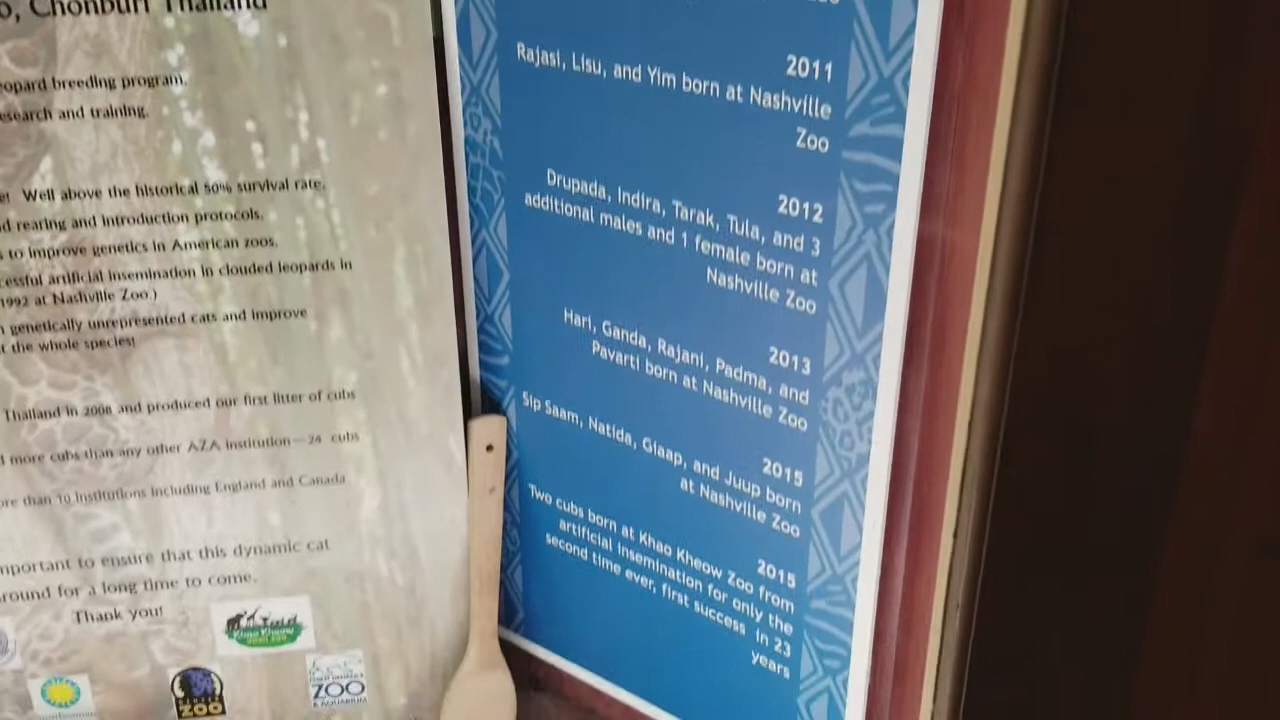 o, Chonburi Thailand
eopard breeding program.
esearch and training.
Well above the historical 50% survival rate.
d rearing and introduction protocols.
s to improve genetics in American zoos.
cessful artificial insemination in clouded leopards in
1992 at Nashville Zoo.)
n genetically unrepresented cats and improve
t the whole species!
Thailand in 2008 and produced our first litter of cubs
d more cubs than any other AZA institution—24 cubs
ore than 10 institutions including England and Canada
mportant to ensure that this dynamic cat
round for a long time to come.
Thank you!
Khao Kheow
ZOO
ZOO
& AQUARIUM
2011
Rajasi, Lisu, and Yim born at Nashville
Zoo
2012
Drupada, Indira, Tarak, Tula, and 3
additional males and 1 female born at
Nashville Zoo
2013
Hari, Ganda, Rajani, Padma, and
Pavarti born at Nashville Zoo
2015
Sip Saam, Natida, Giaap, and Juup born
at Nashville Zoo
2015
Two cubs born at Khao Kheow Zoo from
artificial insemination for only the
second time ever, first success in 23
years